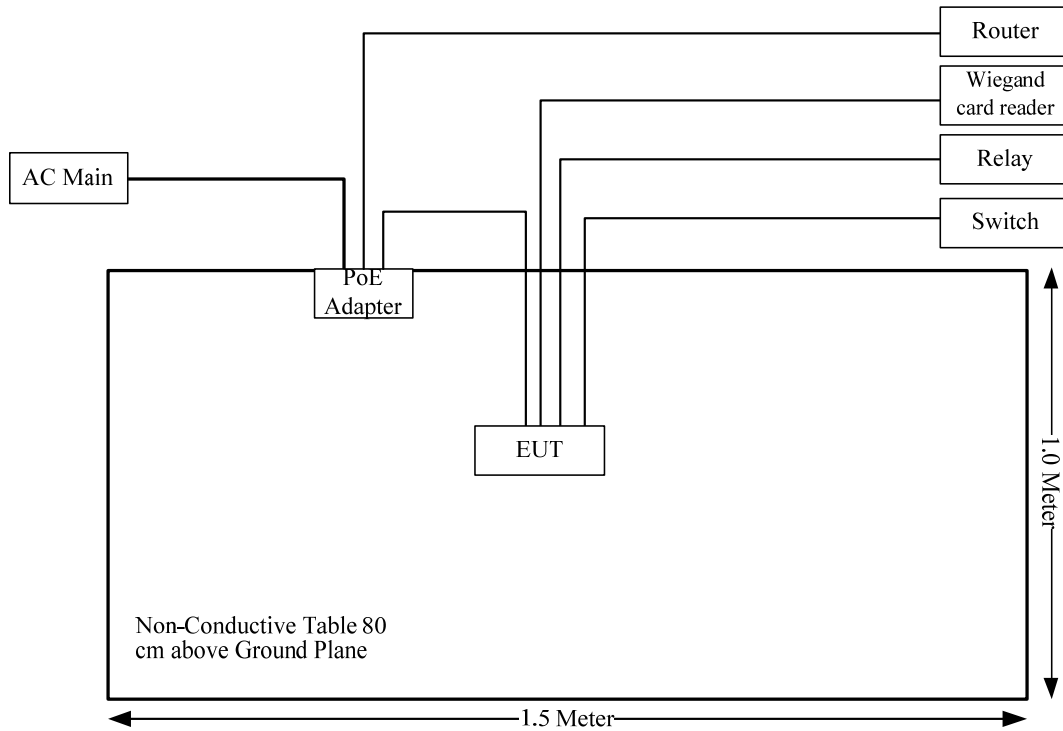 Router
Wiegand
card reader
AC Main
Relay
Switch
PoE
Adapter
EUT
1.0 Meter
Non-Conductive Table 80
cm above Ground Plane
1.5 Meter